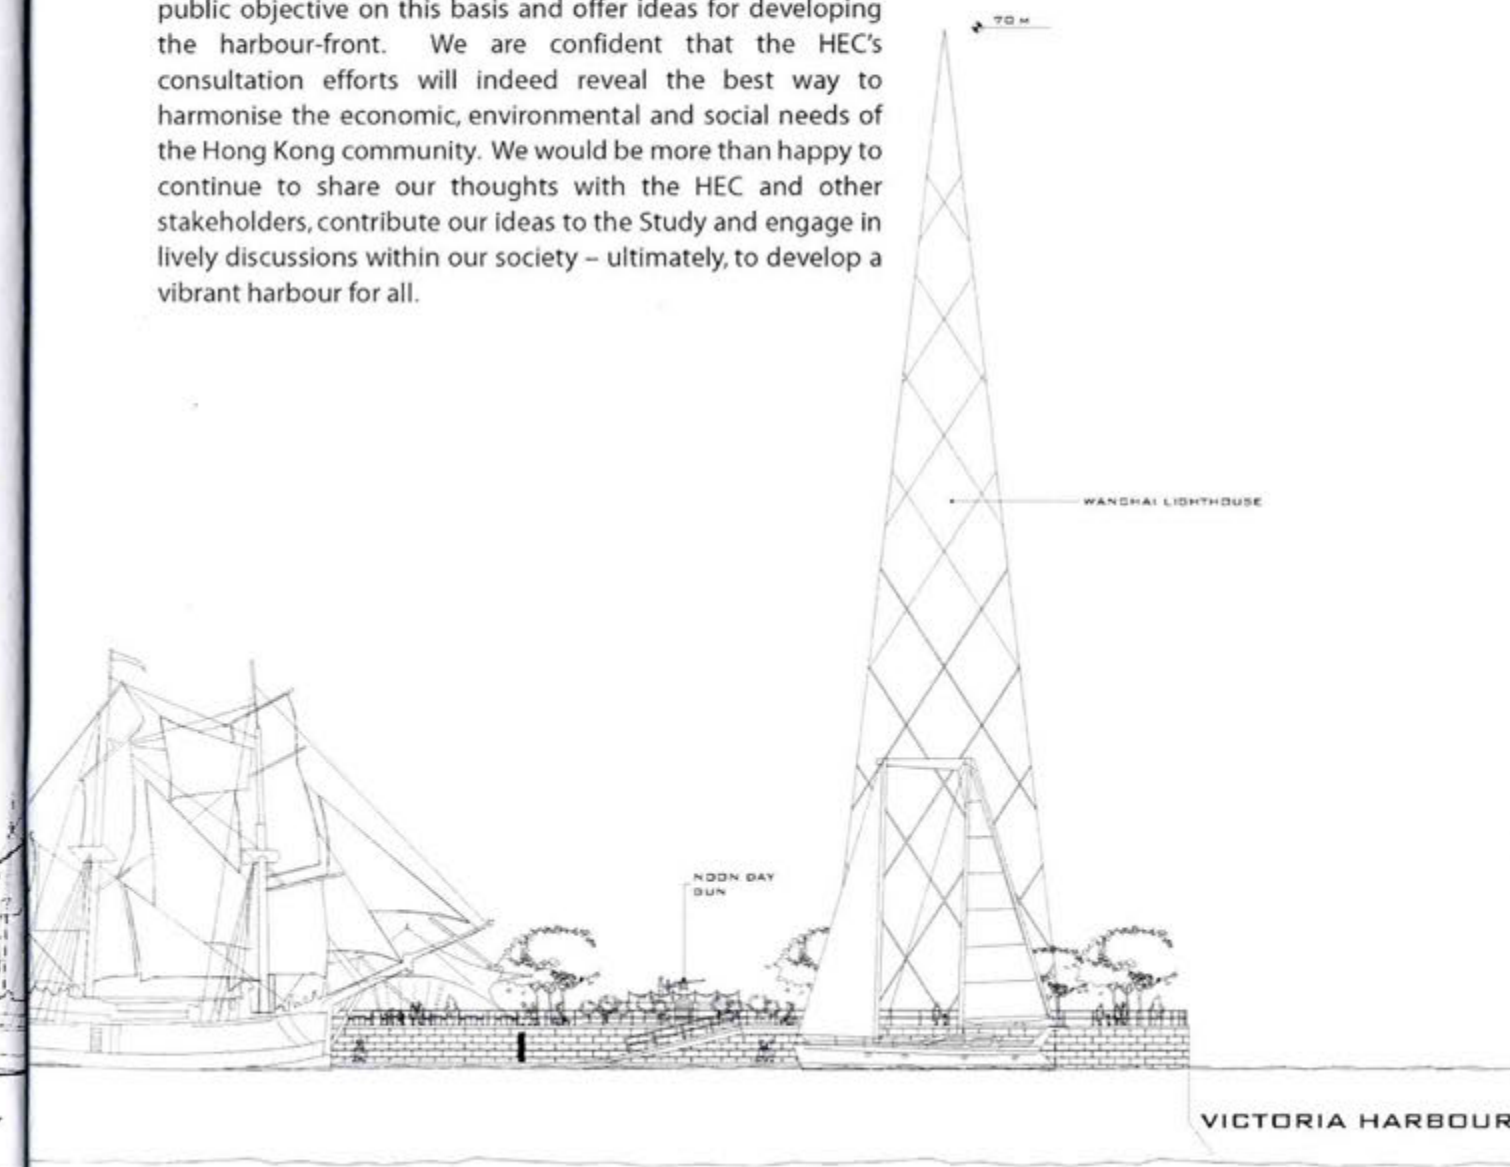 public objective on this basis and offer ideas for developing
the harbour-front. We are confident that the HEC's
consultation efforts will indeed reveal the best way to
harmonise the economic, environmental and social needs of
the Hong Kong community. We would be more than happy to
continue to share our thoughts with the HEC and other
stakeholders, contribute our ideas to the Study and engage in
lively discussions within our society – ultimately, to develop a
vibrant harbour for all.
70 M
WANCHAI LIGHTHOUSE
NOON DAY
GUN
VICTORIA HARBOUR